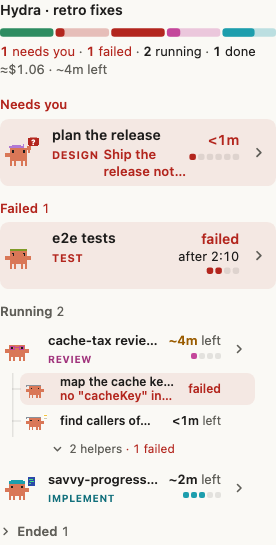 Hydra · retro fixes
1 needs you · 1 failed · 2 running · 1 done
≈$1.06 · ~4m left
Needs you
?
plan the release
<1m
DESIGN Ship the
release not...
Failed 1
e2e tests
failed
TEST
after 2:10
Running 2
cache-tax revie...
~4m left
REVIEW
map the cache ke...
no "cacheKey" in...
failed
find callers of...
<1m left
2 helpers · 1 failed
savvy-progress...
~2m left
IMPLEMENT
Ended 1